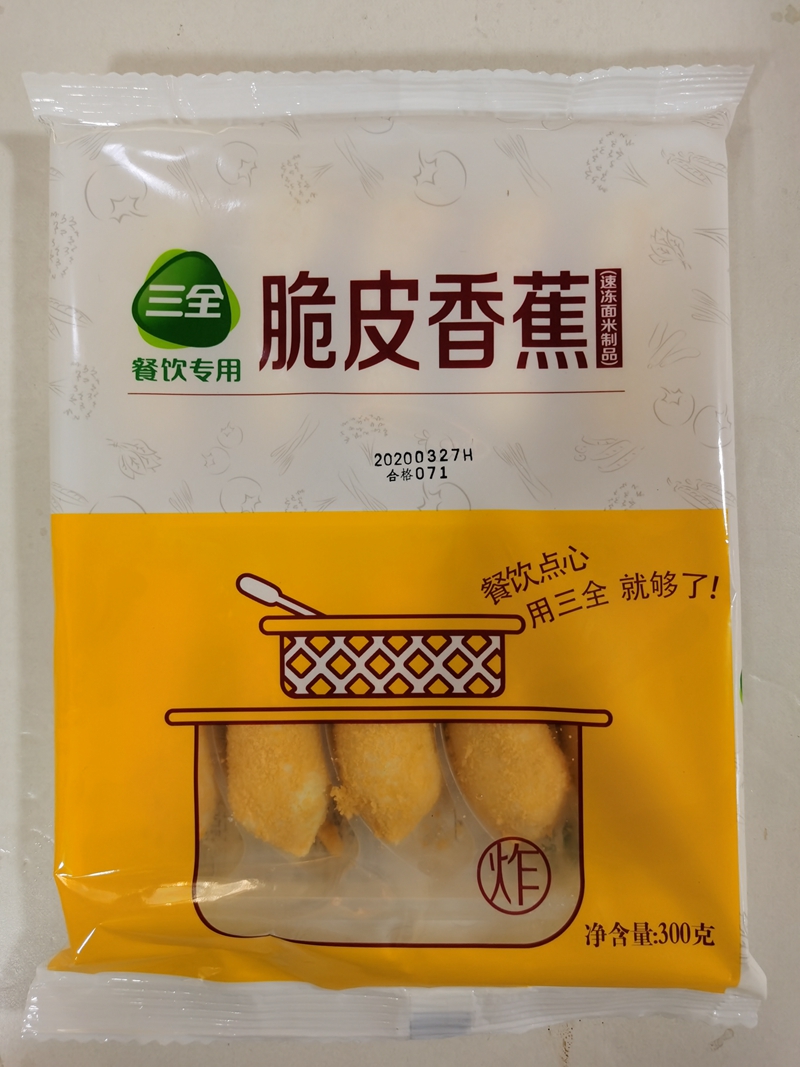 三全
餐饮专用
脆皮香蕉
(速冻面米制品)
20200327H
合格071
餐饮点心
用三全 就够了!
炸
净含量:300克